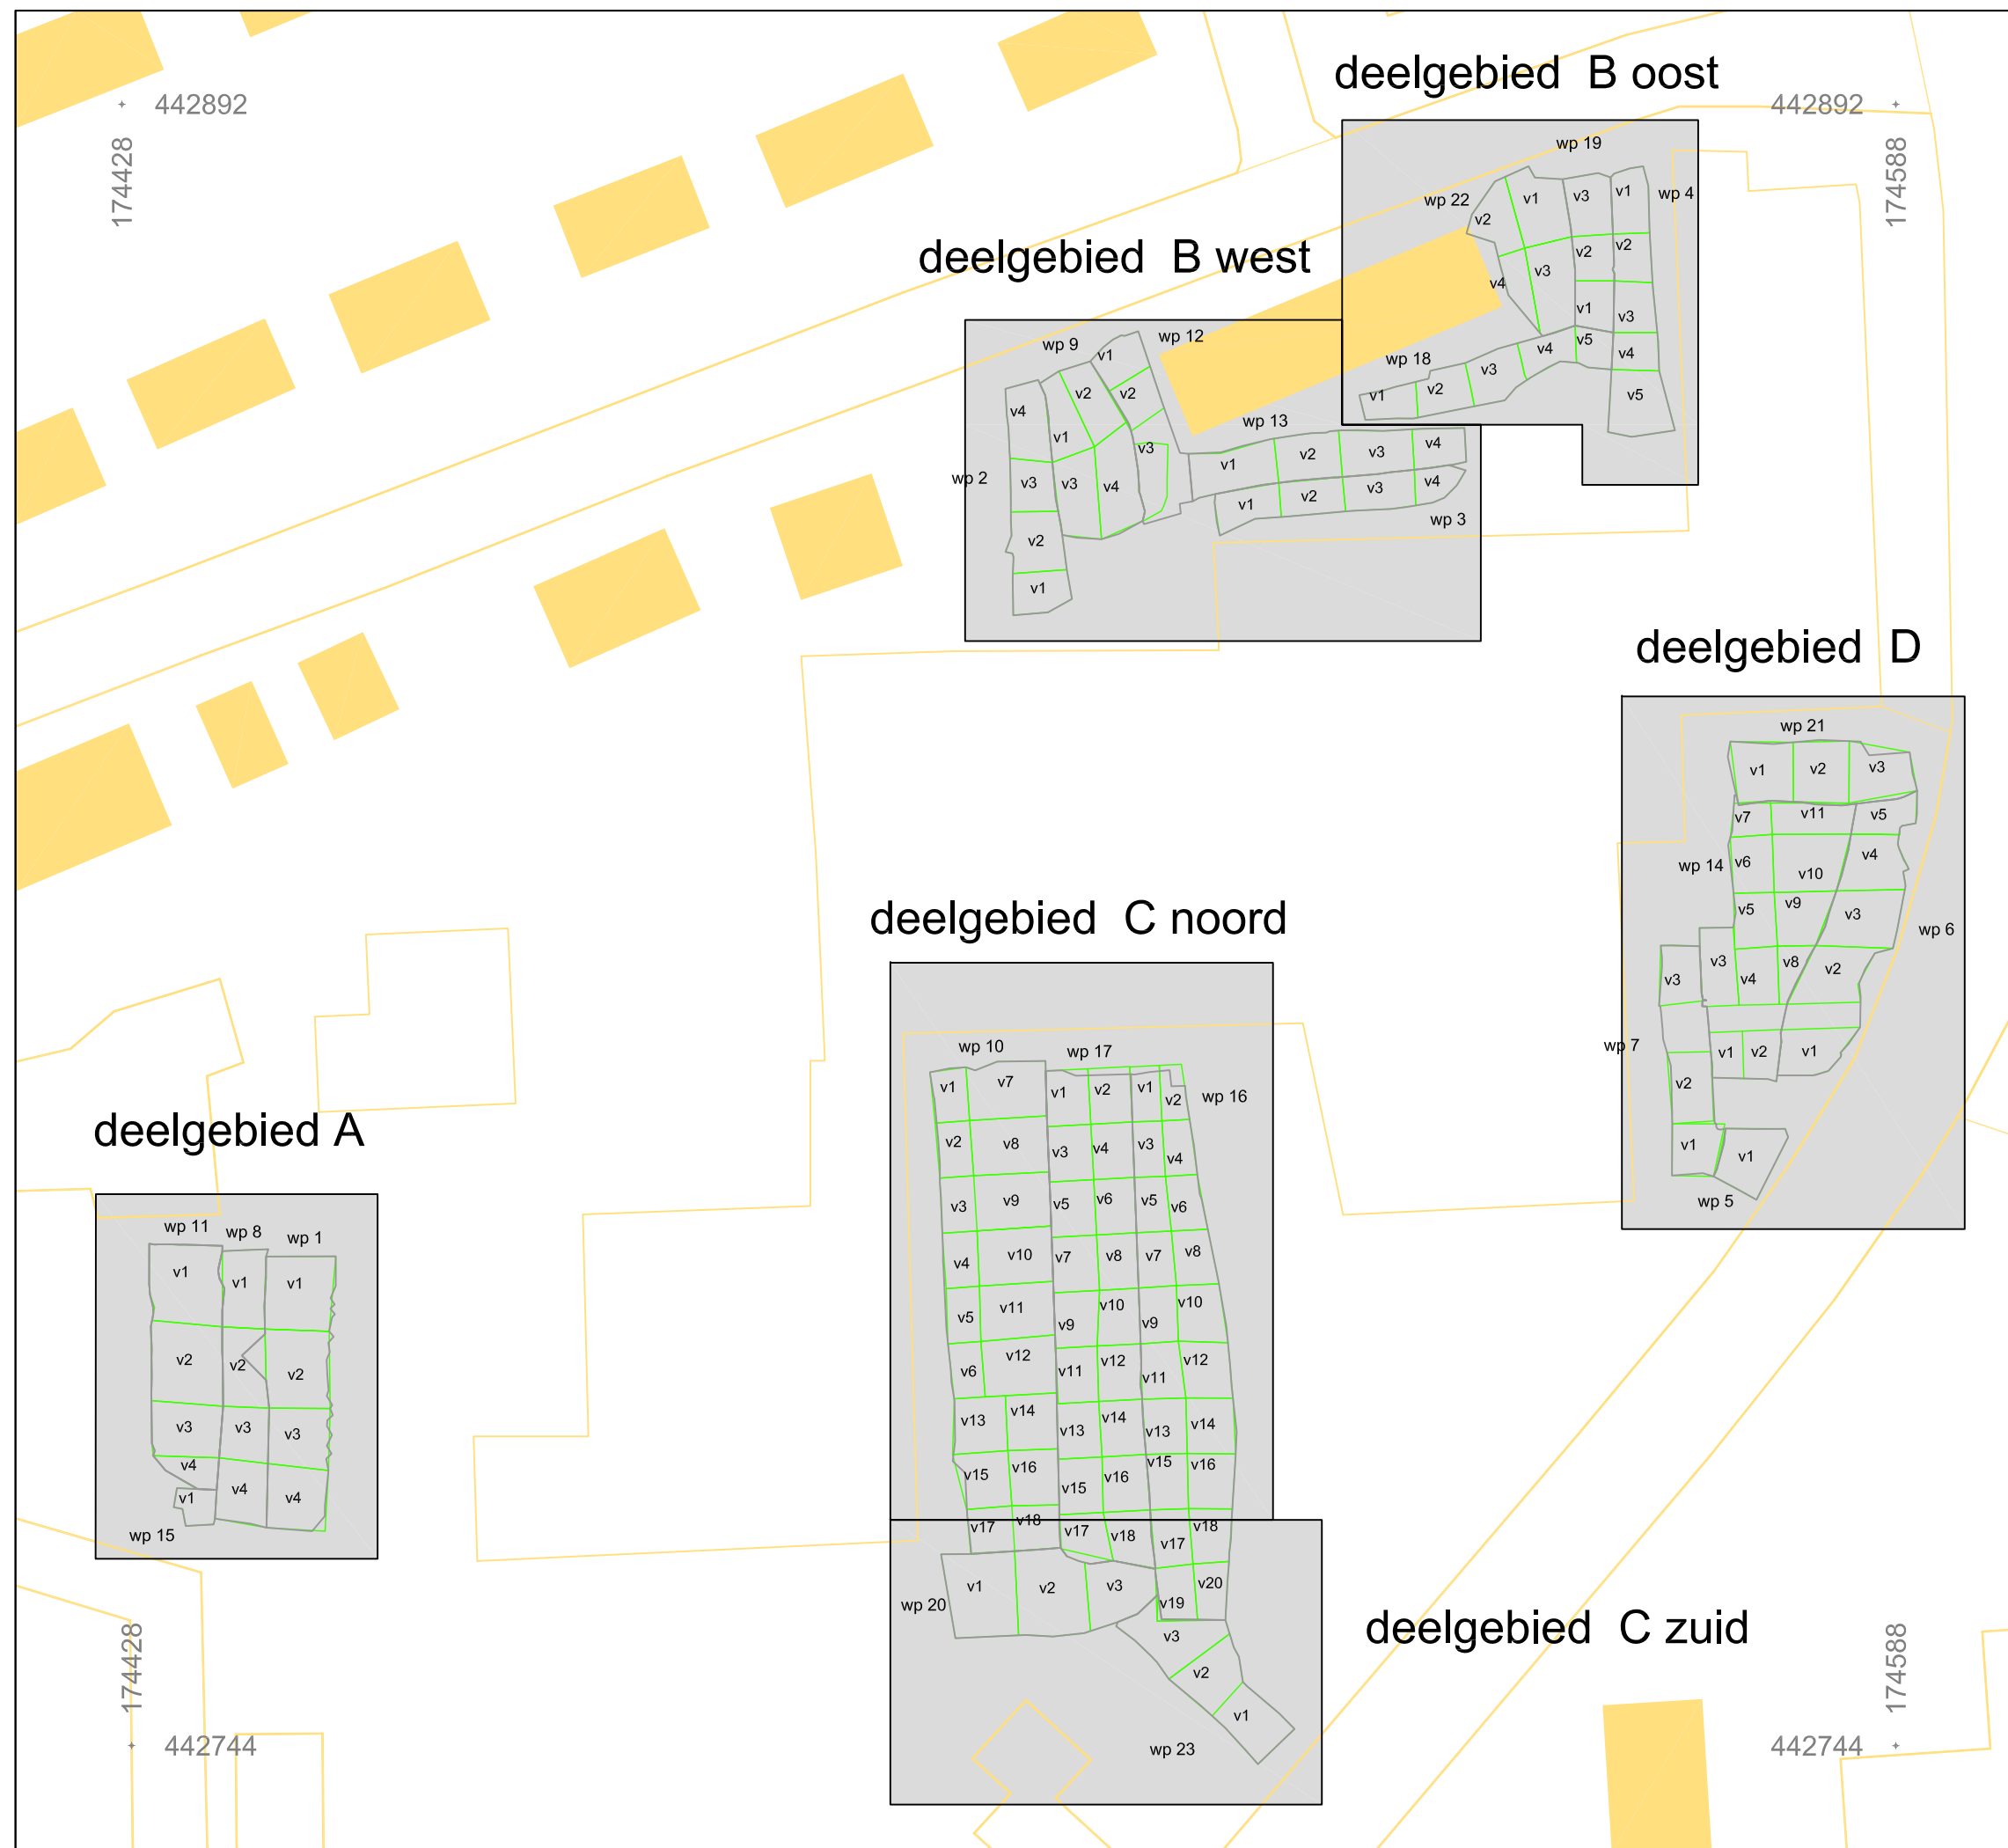 442892
174428
442892
174588
deelgebied B oost
wp 19
wp 22
wp 4
v2
v1
v3
v1
v4
v3
v2
v2
v1
v3
wp 18
v1
v2
v3
v4
v5
v4
v5
deelgebied B west
wp 9
wp 12
wp 2
v4
v3
v2
v1
v1
v2
v3
v4
v1
v2
v3
wp 13
v1
v2
v3
v4
v1
v2
v3
v4
wp 3
deelgebied D
wp 21
v1
v2
v3
v7
v11
v5
wp 14
v6
v10
v4
v5
v9
v3
wp 6
v3
v3
v4
v8
v2
wp 7
v1
v2
v1
v2
v1
v1
wp 5
deelgebied C noord
wp 10
wp 17
wp 16
v1
v7
v1
v2
v1
v2
v2
v8
v3
v4
v3
v4
v3
v9
v5
v6
v5
v6
v4
v10
v7
v8
v7
v8
v5
v11
v9
v10
v9
v10
v6
v12
v11
v12
v11
v12
v13
v14
v13
v14
v13
v14
v15
v16
v15
v16
v15
v16
v17
v18
v17
v18
v17
v18
v19
v20
wp 20
v1
v2
v3
deelgebied C zuid
v3
v2
v1
wp 23
deelgebied A
wp 11
wp 8
wp 1
v1
v1
v1
v2
v2
v2
v3
v3
v3
v4
v4
v4
v1
wp 15
174428
442744
174588
442744